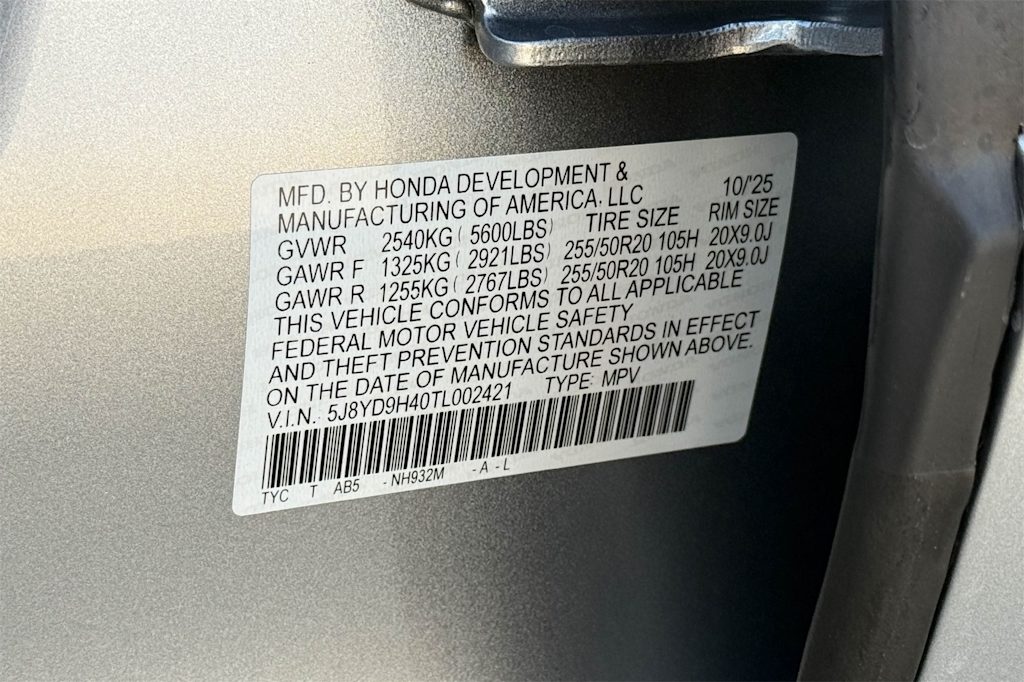 MFD. BY HONDA DEVELOPMENT & 10/'25
MANUFACTURING OF AMERICA, LLC
GVWR 2540KG ( 5600LBS) TIRE SIZE RIM SIZE
GAWR F 1325KG ( 2921LBS) 255/50R20 105H 20X9.0J
GAWR R 1255KG ( 2767LBS) 255/50R20 105H 20X9.0J
THIS VEHICLE CONFORMS TO ALL APPLICABLE
FEDERAL MOTOR VEHICLE SAFETY
AND THEFT PREVENTION STANDARDS IN EFFECT
ON THE DATE OF MANUFACTURE SHOWN ABOVE.
V.I.N.: 5J8YD9H40TL002421 TYPE: MPV
TYC T AB5 - NH932M - A - L